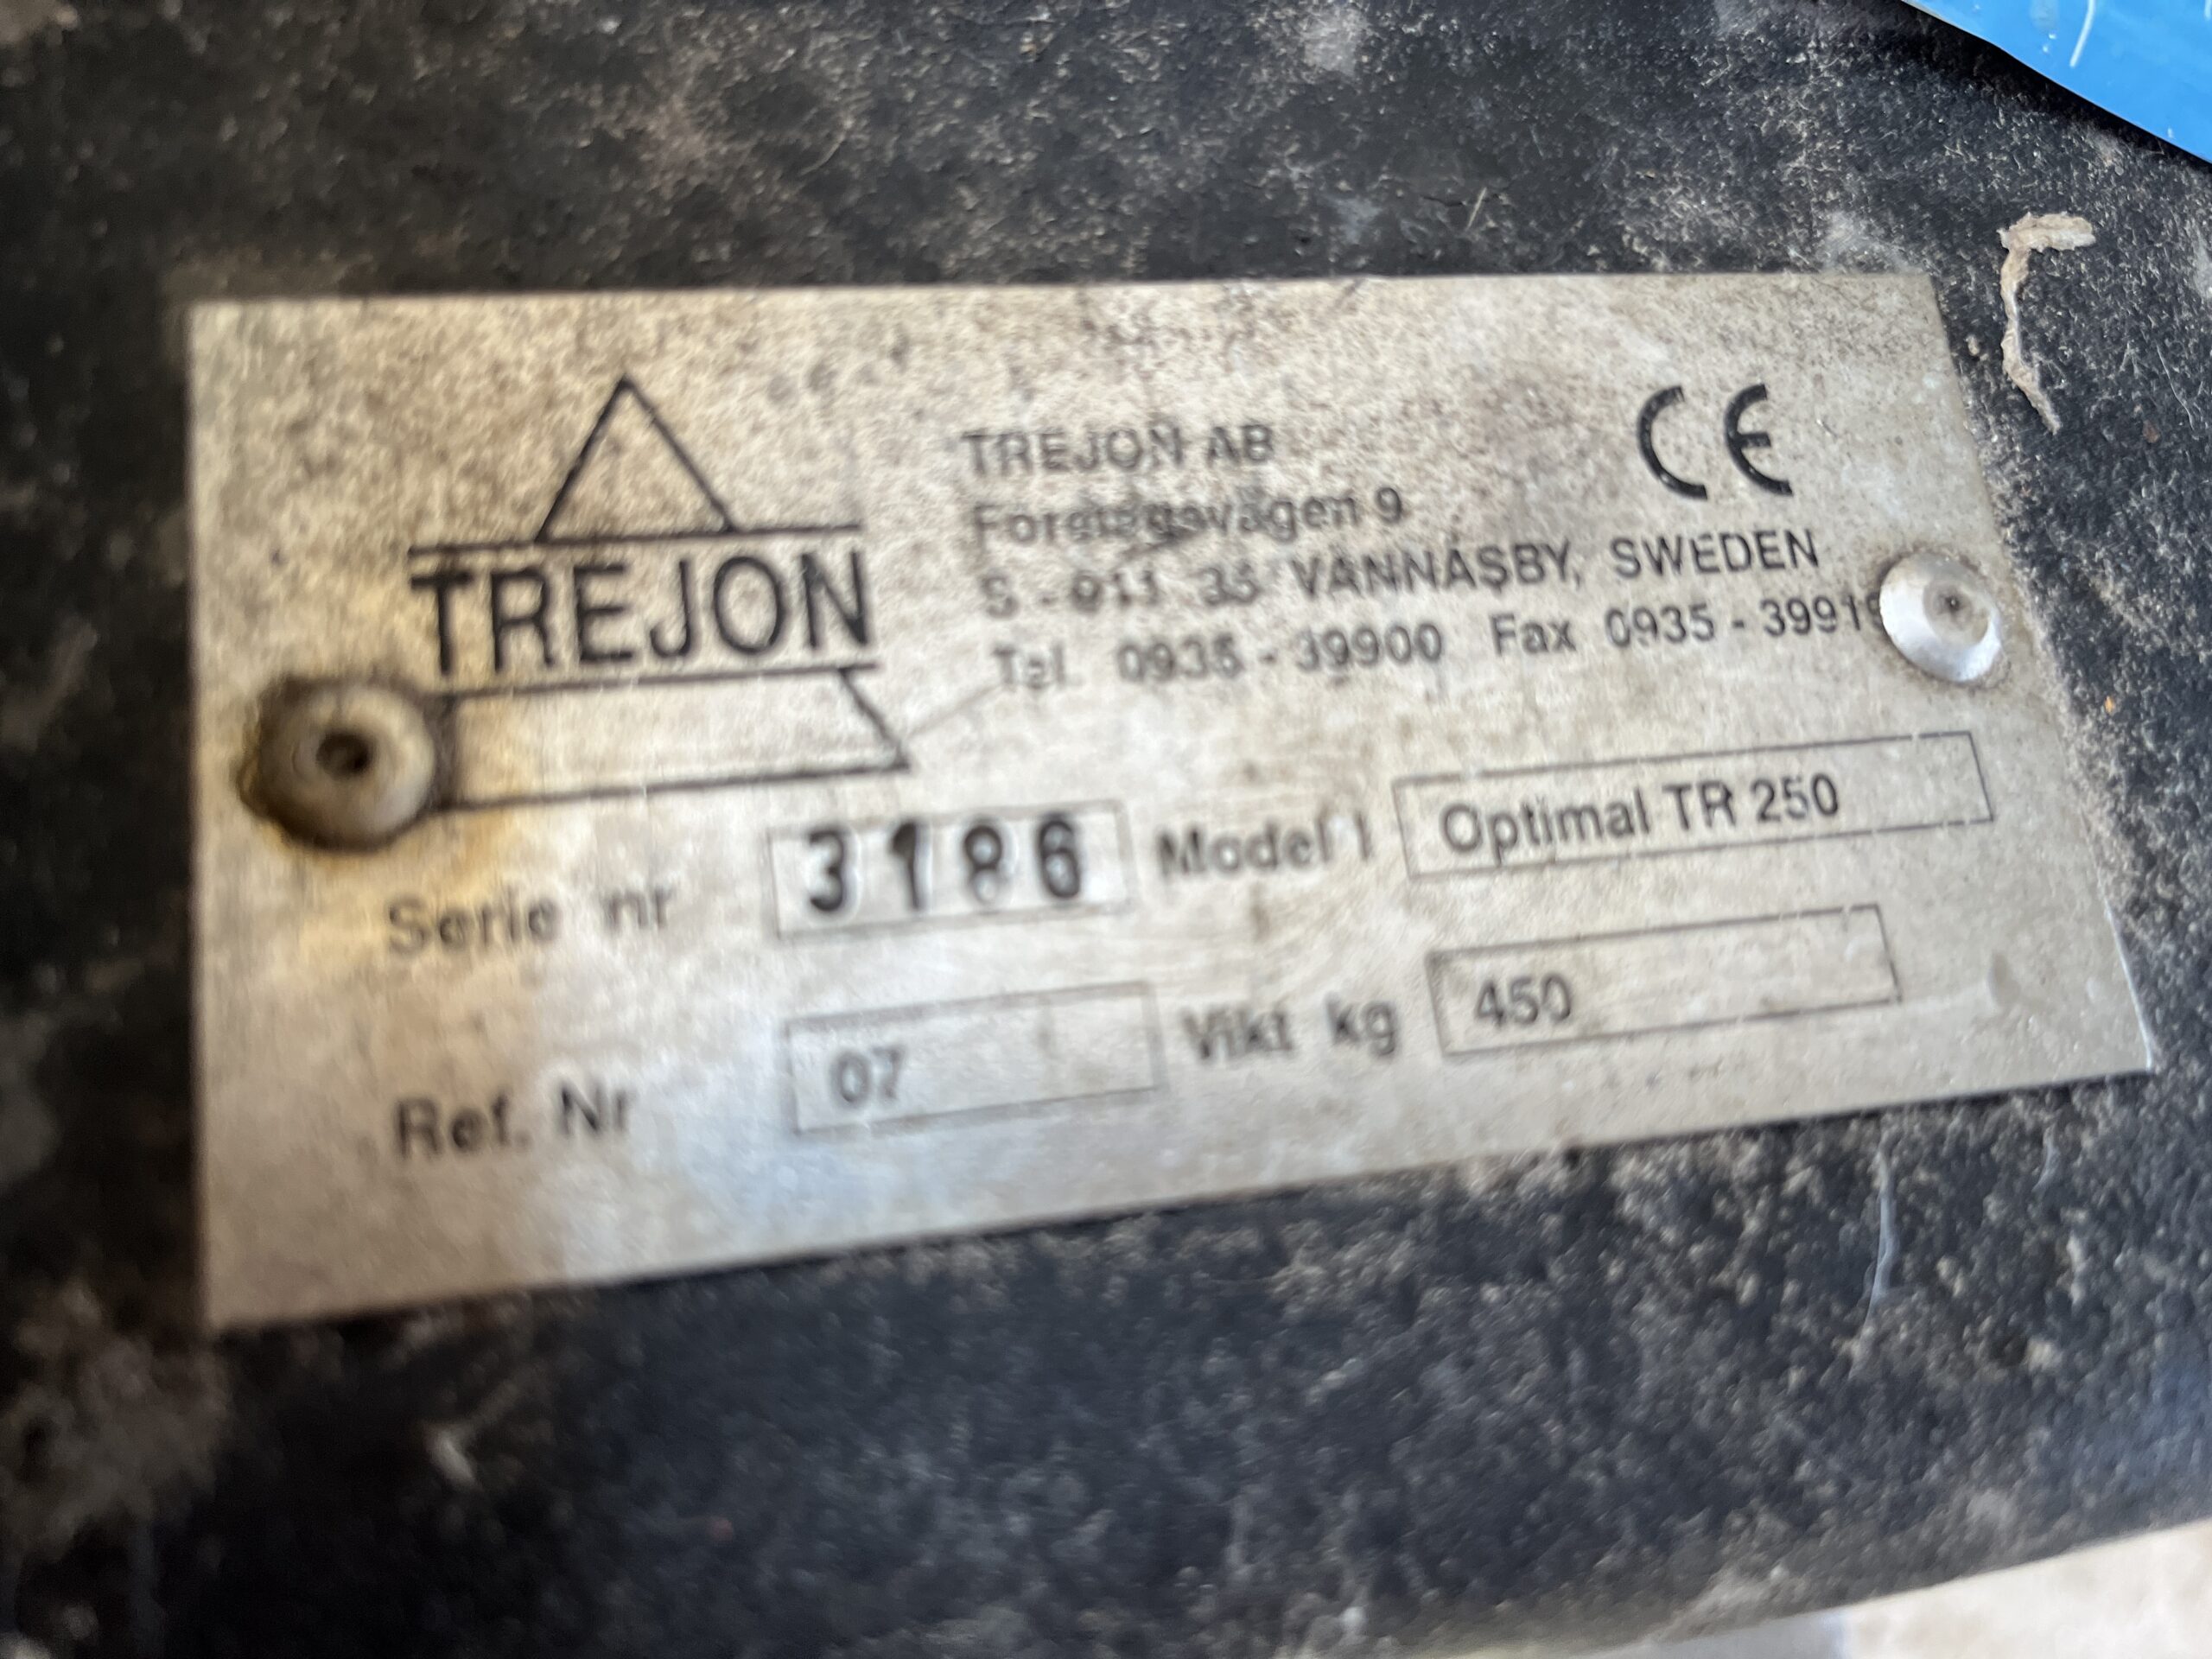 CE
TREJON
TREJON AB
Företagsvägen 9
S - 911 35 VÄNNÄSBY, SWEDEN
Tel. 0935 - 39900 Fax 0935 - 39919
Serie nr 3186 Model l Optimal TR 250
Ref. Nr 07 Vikt kg 450